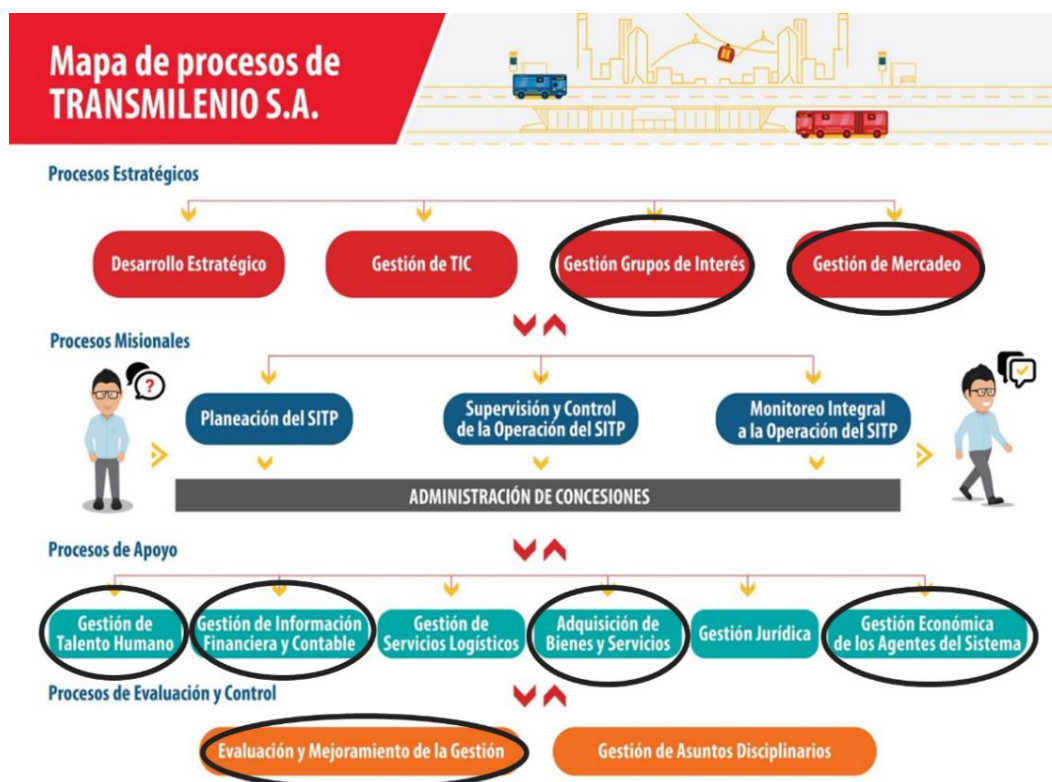 Mapa de procesos de
TRANSMILENIO S.A.
Procesos Estratégicos
Desarrollo Estratégico
Gestión de TIC
Gestión Grupos de Interés
Gestión de Mercadeo
Procesos Misionales
?
Planeación del SITP
Supervisión y Control
de la Operación del SITP
Monitoreo Integral
a la Operación del SITP
ADMINISTRACIÓN DE CONCESIONES
Procesos de Apoyo
Gestión de
Talento Humano
Gestión de Información
Financiera y Contable
Gestión de
Servicios Logísticos
Adquisición de
Bienes y Servicios
Gestión Jurídica
Gestión Económica
de los Agentes del Sistema
Procesos de Evaluación y Control
Evaluación y Mejoramiento de la Gestión
Gestión de Asuntos Disciplinarios